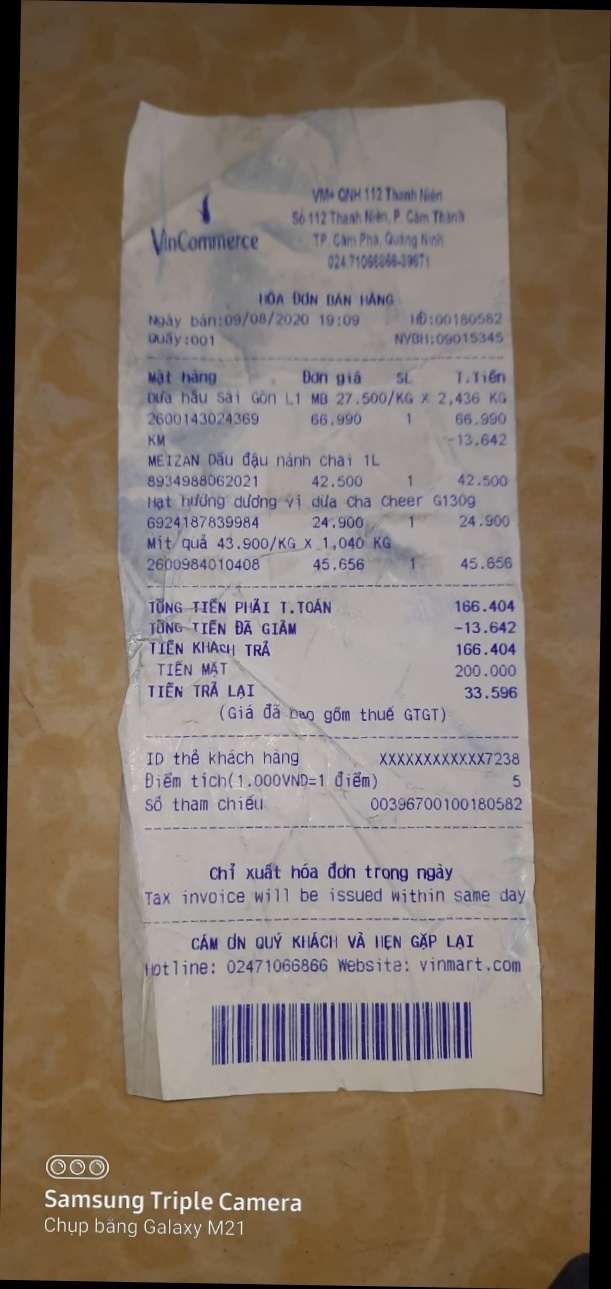 VinCommerce
VM+ QNH 112 Thanh Niên
Số 112 Thanh Niên, P. Cẩm Thành
TP. Cẩm Phả, Quảng Ninh
024.71066866-39671
HÓA ĐƠN BÁN HÀNG
Ngày bán:09/08/2020 19:09 HĐ:00180582
Quầy:001 NVBH:09015345
Mặt hàng Đơn giá SL T.Tiền
Dưa hấu Sài Gòn L1 MB 27.500/KG X 2,436 KG
2600143024369 66.990 1 66.990
KM -13.642
MEIZAN Dầu đậu nành chai 1L
8934988062021 42.500 1 42.500
Hạt hướng dương vị dừa Cha Cheer G130g
6924187839984 24.900 1 24.900
Mít quả 43.900/KG X 1,040 KG
2600984010408 45.656 1 45.656
TỔNG TIỀN PHẢI T.TOÁN 166.404
TỔNG TIỀN ĐÃ GIẢM -13.642
TIỀN KHÁCH TRẢ 166.404
TIỀN MẶT 200.000
TIỀN TRẢ LẠI 33.596
(Giá đã bao gồm thuế GTGT)
ID thẻ khách hàng XXXXXXXXXXXX7238
Điểm tích(1.000VND=1 điểm) 5
Số tham chiếu 00396700100180582
Chỉ xuất hóa đơn trong ngày
Tax invoice will be issued within same day
CẢM ƠN QUÝ KHÁCH VÀ HẸN GẶP LẠI
Hotline: 02471066866 Website: vinmart.com
Samsung Triple Camera
Chụp bằng Galaxy M21